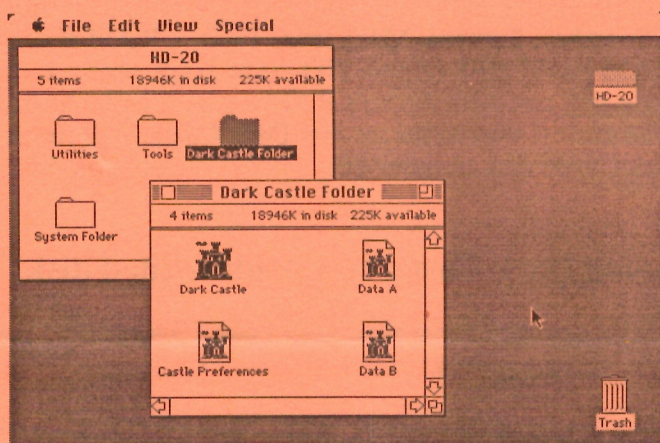 File Edit View Special
HD-20
5 items 18946K in disk 225K available
HD-20
Utilities Tools Dark Castle Folder
Dark Castle Folder
4 items 18946K in disk 225K available
System Folder
Dark Castle Data A
Castle Preferences Data B
Trash